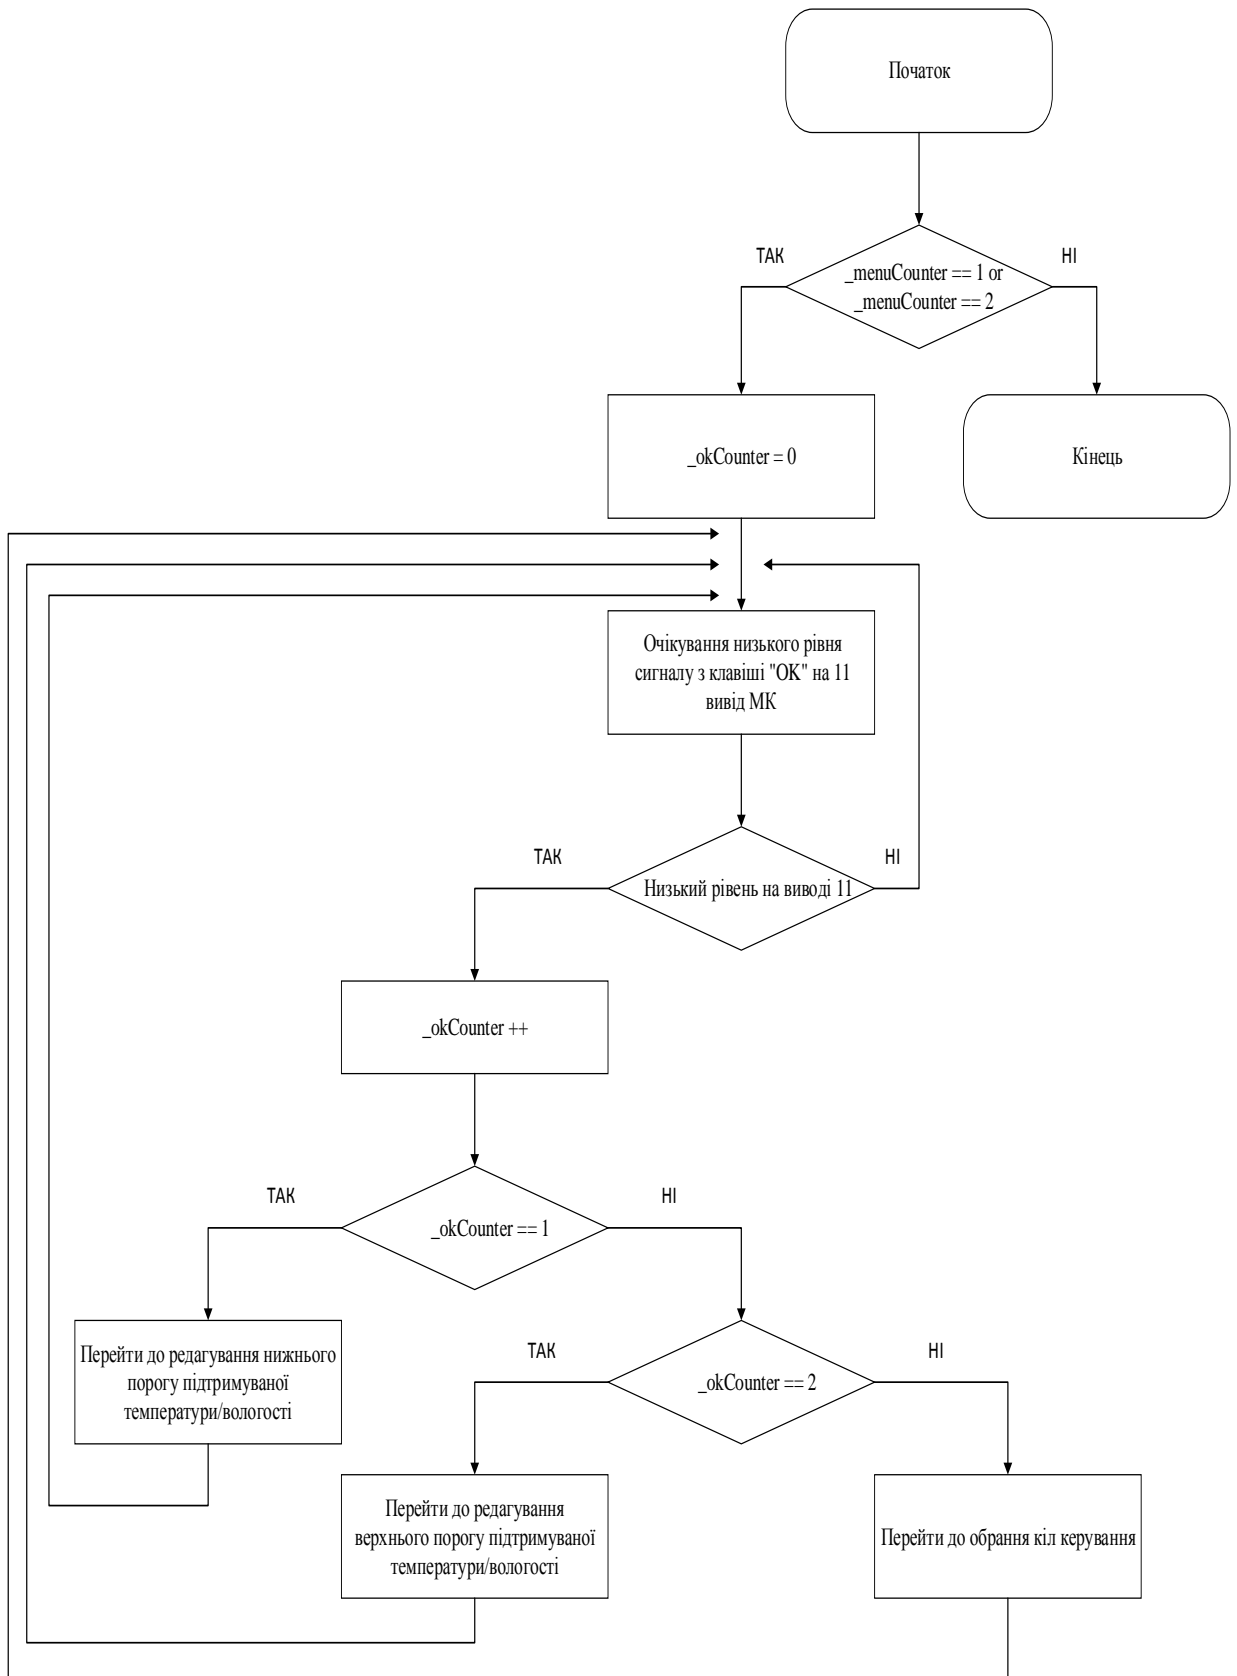 Початок
ТАК
НІ
_menuCounter == 1 or
_menuCounter == 2
_okCounter = 0
Кінець
Очікування низького рівня
сигналу з клавіші "ОК" на 11
вивід МК
ТАК
НІ
Низький рівень на виводі 11
_okCounter ++
ТАК
НІ
_okCounter == 1
Перейти до редагування нижнього
порогу підтримуваної
температури/вологості
ТАК
НІ
_okCounter == 2
Перейти до редагування
верхнього порогу підтримуваної
температури/вологості
Перейти до обрання кіл керування